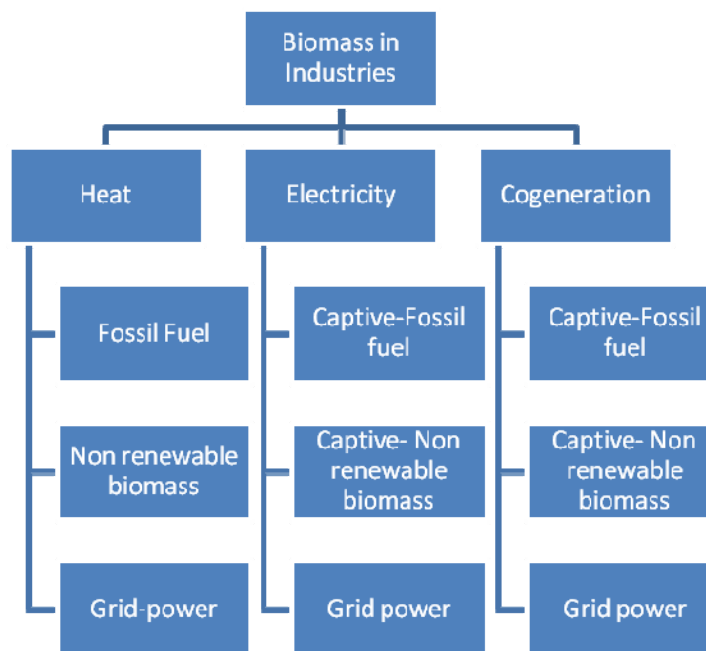 Biomass in
Industries
Heat
Electricity
Cogeneration
Fossil Fuel
Captive-Fossil
fuel
Captive-Fossil
fuel
Non renewable
biomass
Captive- Non
renewable
biomass
Captive- Non
renewable
biomass
Grid-power
Grid power
Grid power